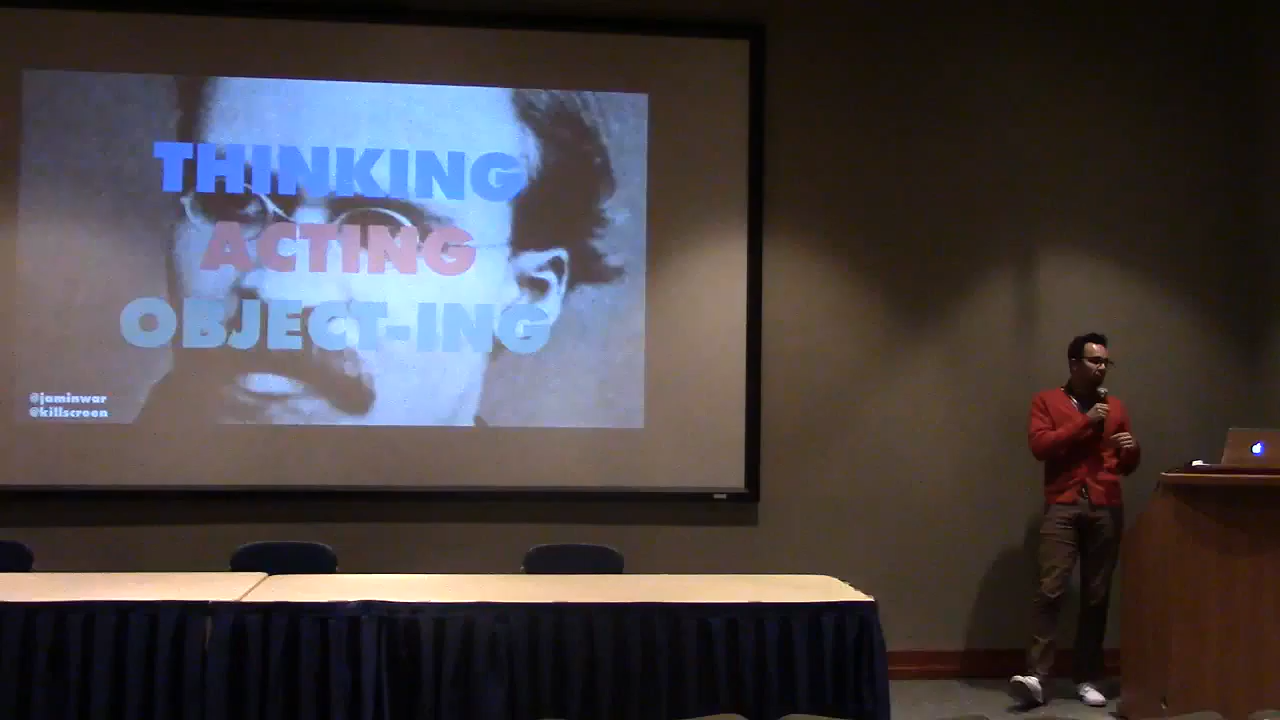 THINKING
ACTING
OBJECT-ING
@jaminwar
@killscreen